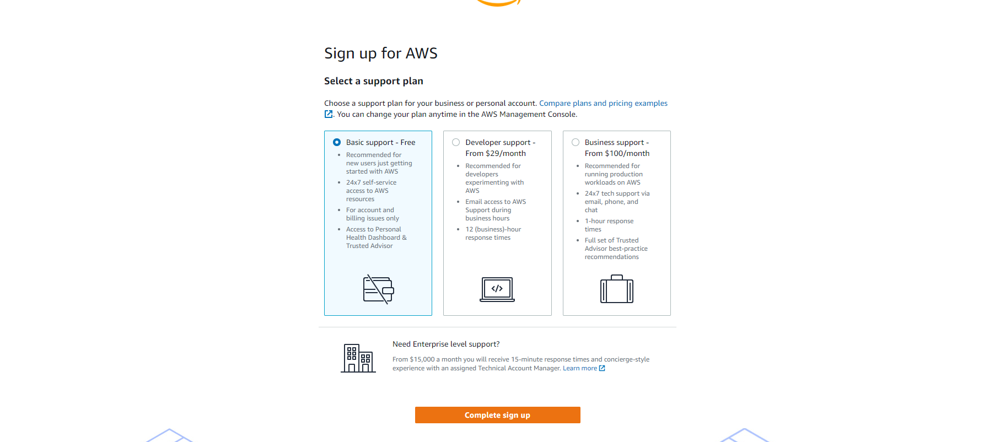 Sign up for AWS
Select a support plan
Choose a support plan for your business or personal account. Compare plans and pricing examples
. You can change your plan anytime in the AWS Management Console.
Basic support - Free
• Recommended for
new users just getting
started with AWS
• 24x7 self-service
access to AWS
resources
• For account and
billing issues only
• Access to Personal
Health Dashboard &
Trusted Advisor
Developer support -
From $29/month
• Recommended for
developers
experimenting with
AWS
• Email access to AWS
Support during
business hours
• 12 (business)-hour
response times
</>
Business support -
From $100/month
• Recommended for
running production
workloads on AWS
• 24x7 tech support via
email, phone, and
chat
• 1-hour response
times
• Full set of Trusted
Advisor best-practice
recommendations
Need Enterprise level support?
From $15,000 a month you will receive 15-minute response times and concierge-style
experience with an assigned Technical Account Manager. Learn more
Complete sign up